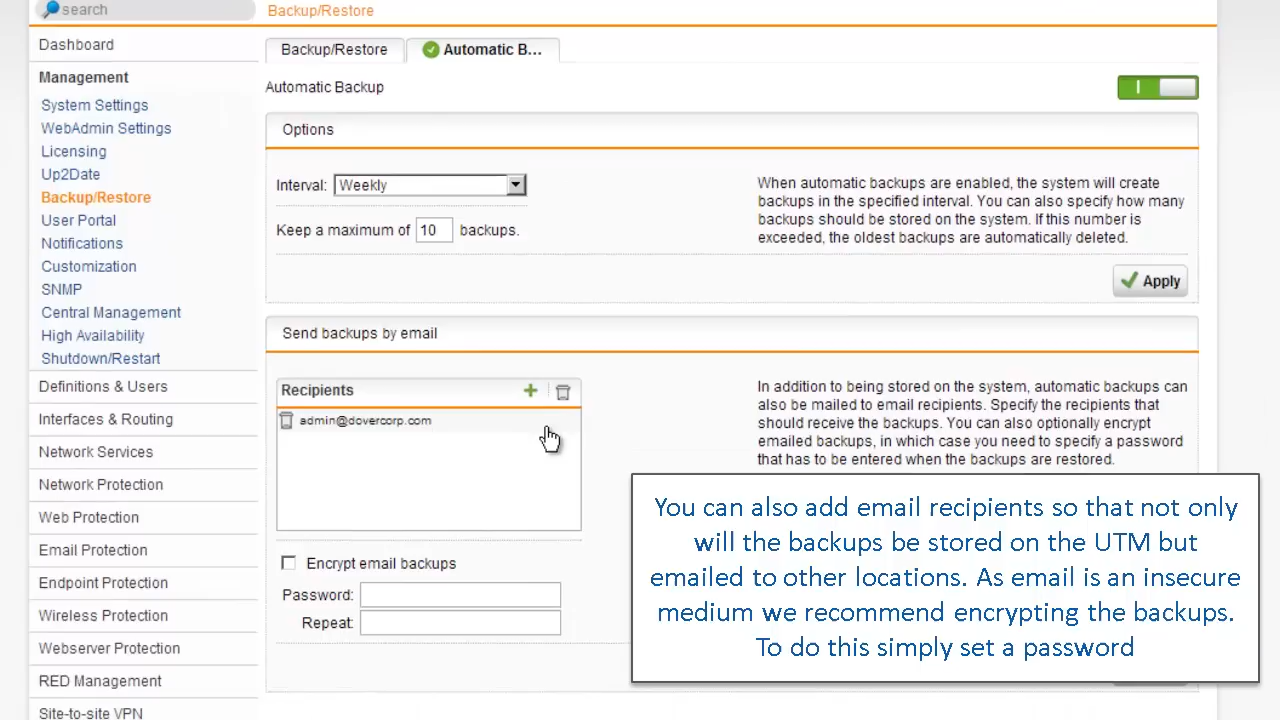 search
Backup/Restore
Dashboard
Management
System Settings
WebAdmin Settings
Licensing
Up2Date
Backup/Restore
User Portal
Notifications
Customization
SNMP
Central Management
High Availability
Shutdown/Restart
Definitions & Users
Interfaces & Routing
Network Services
Network Protection
Web Protection
Email Protection
Endpoint Protection
Wireless Protection
Webserver Protection
RED Management
Site-to-site VPN
Backup/Restore
Automatic B...
Automatic Backup
Options
Interval: Weekly
Keep a maximum of 10 backups.
When automatic backups are enabled, the system will create
backups in the specified interval. You can also specify how many
backups should be stored on the system. If this number is
exceeded, the oldest backups are automatically deleted.
Apply
Send backups by email
Recipients
admin@dovercorp.com
In addition to being stored on the system, automatic backups can
also be mailed to email recipients. Specify the recipients that
should receive the backups. You can also optionally encrypt
emailed backups, in which case you need to specify a password
that has to be entered when the backups are restored.
Encrypt email backups
Password:
Repeat:
You can also add email recipients so that not only
will the backups be stored on the UTM but
emailed to other locations. As email is an insecure
medium we recommend encrypting the backups.
To do this simply set a password